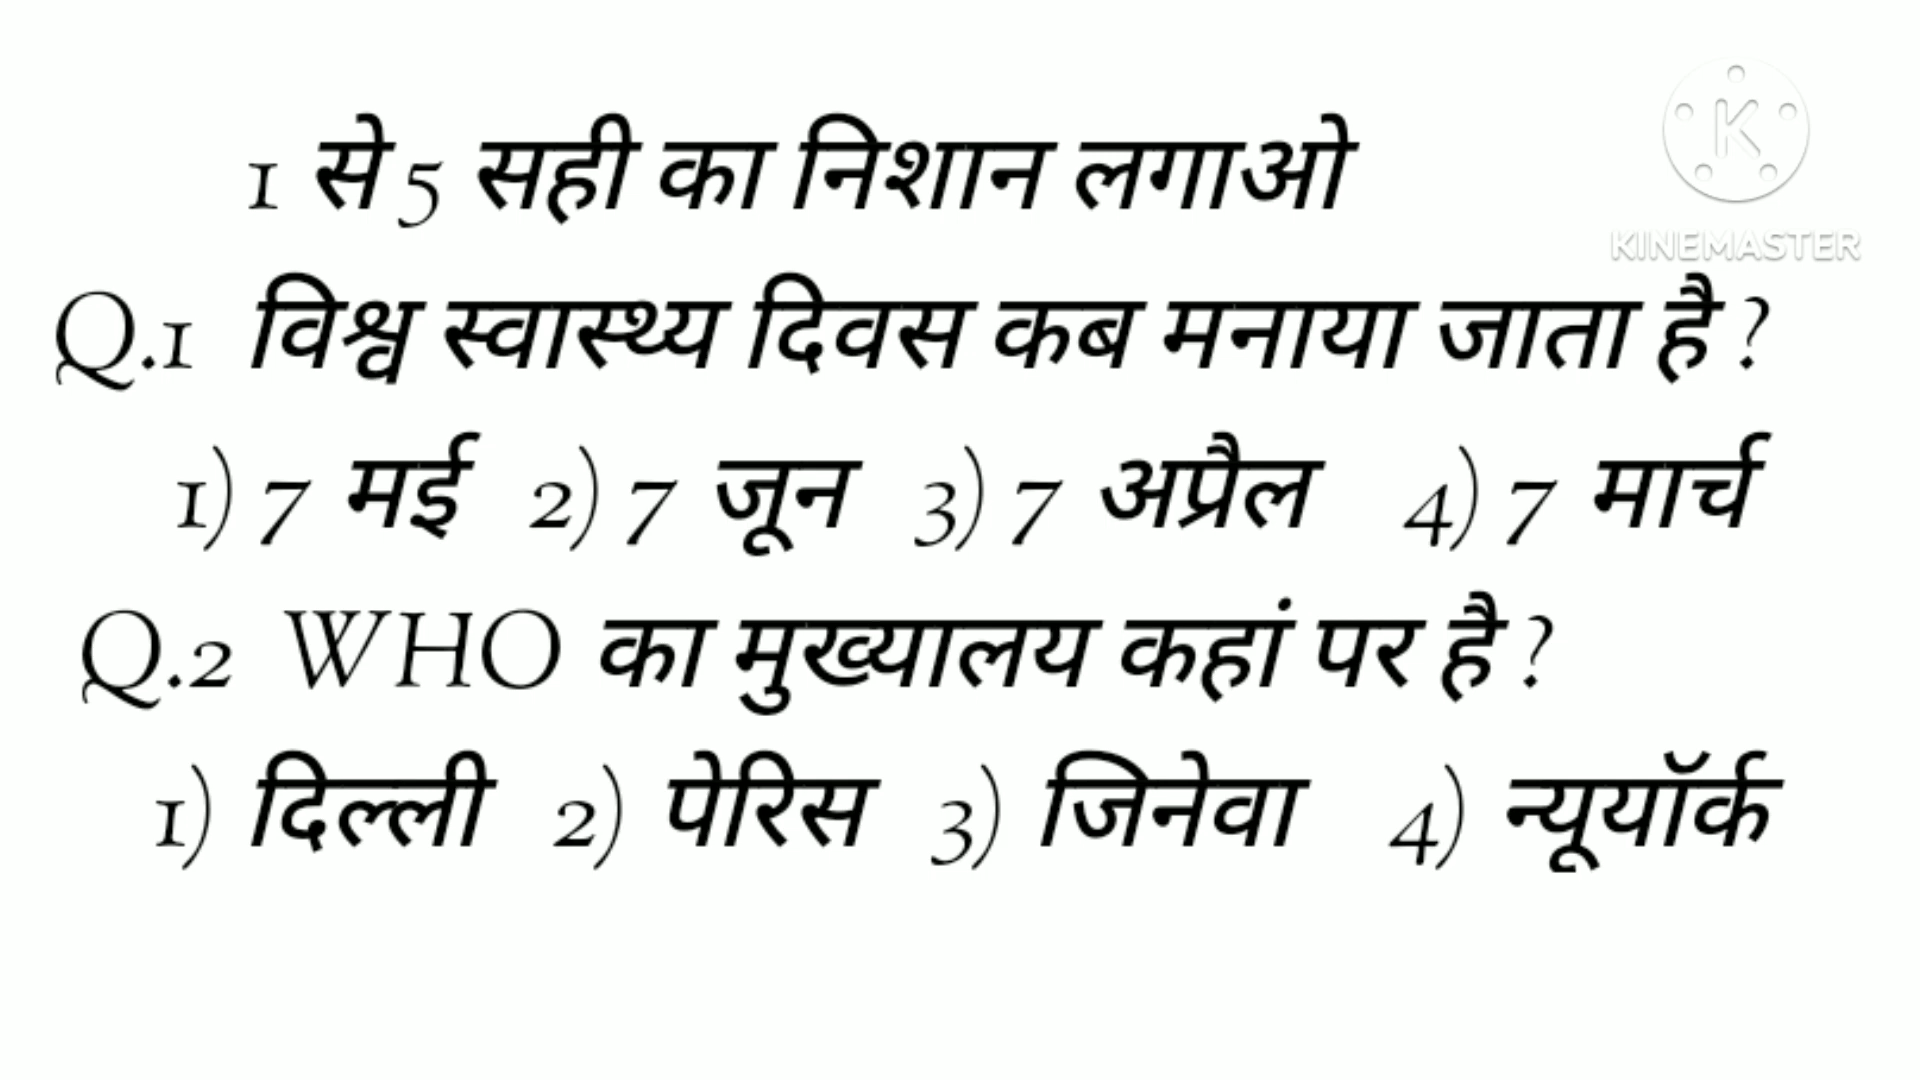 1 से 5 सही का निशान लगाओ
KINEMASTER
Q.1 विश्व स्वास्थ्य दिवस कब मनाया जाता है ?
1) 7 मई 2) 7 जून 3) 7 अप्रैल 4) 7 मार्च
Q.2 WHO का मुख्यालय कहां पर है ?
1) दिल्ली 2) पेरिस 3) जिनेवा 4) न्यूयॉर्क